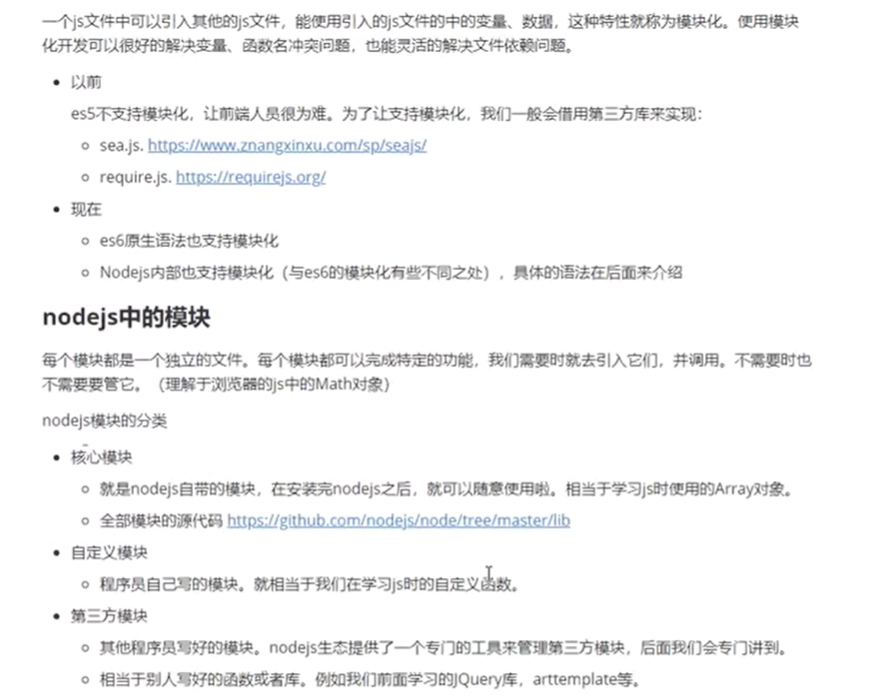 一个js文件中可以引入其他的js文件，能使用引入的js文件的中的变量、数据，这种特性就称为模块化。使用模块
化开发可以很好的解决变量、函数名冲突问题，也能灵活的解决文件依赖问题。
以前
es5不支持模块化，让前端人员很为难。为了让支持模块化，我们一般会借用第三方库来实现：
sea.js. https://www.znangxinxu.com/sp/seajs/
require.js. https://requirejs.org/
现在
es6原生语法也支持模块化
Nodejs内部也支持模块化（与es6的模块化有些不同之处），具体的语法在后面来介绍
nodejs中的模块
每个模块都是一个独立的文件。每个模块都可以完成特定的功能，我们需要时就去引入它们，并调用。不需要时也
不需要要管它。（理解于浏览器的js中的Math对象）
nodejs模块的分类
核心模块
就是nodejs自带的模块，在安装完nodejs之后，就可以随意使用啦。相当于学习js时使用的Array对象。
全部模块的源代码 https://github.com/nodejs/node/tree/master/lib
自定义模块
程序员自己写的模块。就相当于我们在学习js时的自定义函数。
第三方模块
其他程序员写好的模块。nodejs生态提供了一个专门的工具来管理第三方模块，后面我们会专门讲到。
相当于别人写好的函数或者库。例如我们前面学习的JQuery库，arttemplate等。